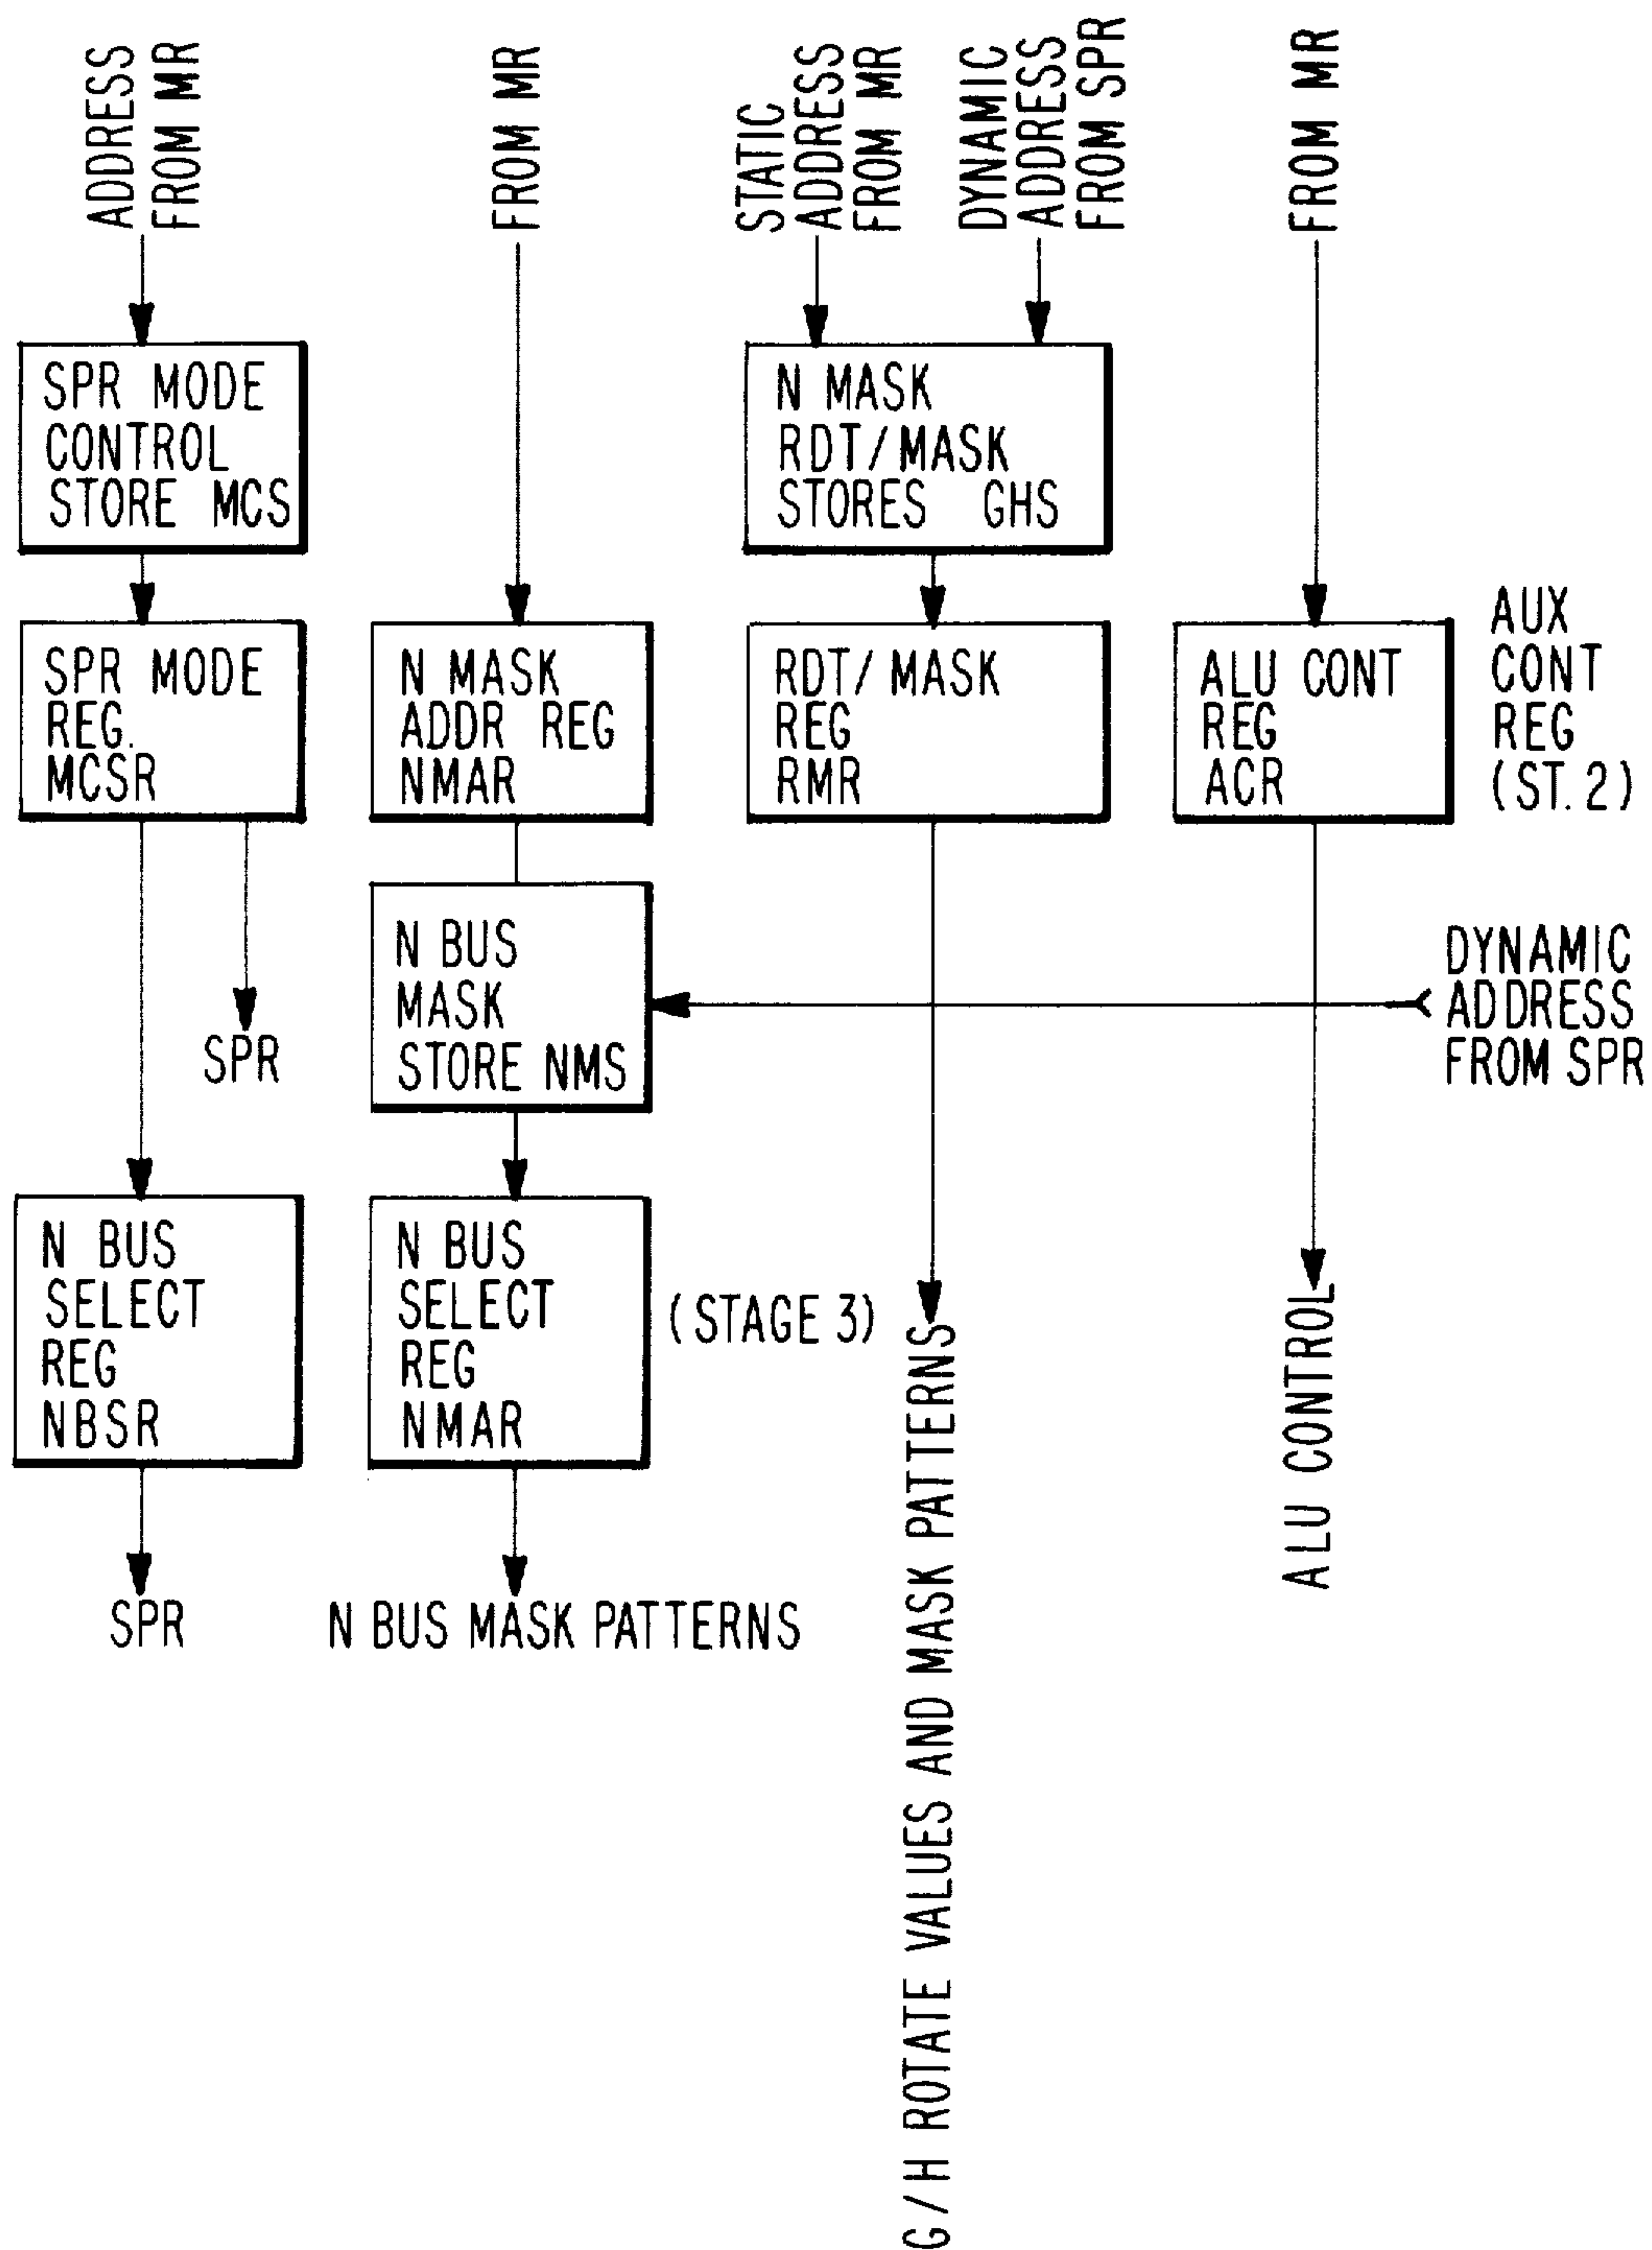 ADDRESS
FROM MR
FROM MR
STATIC
ADDRESS
FROM MR
DYNAMIC
ADDRESS
FROM SPR
FROM MR
SPR MODE
CONTROL
STORE MCS
N MASK
RDT/MASK
STORES GHS
SPR MODE
REG.
MCSR
N MASK
ADDR REG
NMAR
RDT/MASK
REG
RMR
ALU CONT
REG
ACR
AUX
CONT
REG
(ST. 2)
SPR
N BUS
MASK
STORE NMS
DYNAMIC
ADDRESS
FROM SPR
N BUS
SELECT
REG
NBSR
N BUS
SELECT
REG
NMAR
(STAGE 3)
SPR
N BUS MASK PATTERNS
G/H ROTATE VALUES AND MASK PATTERNS
ALU CONTROL